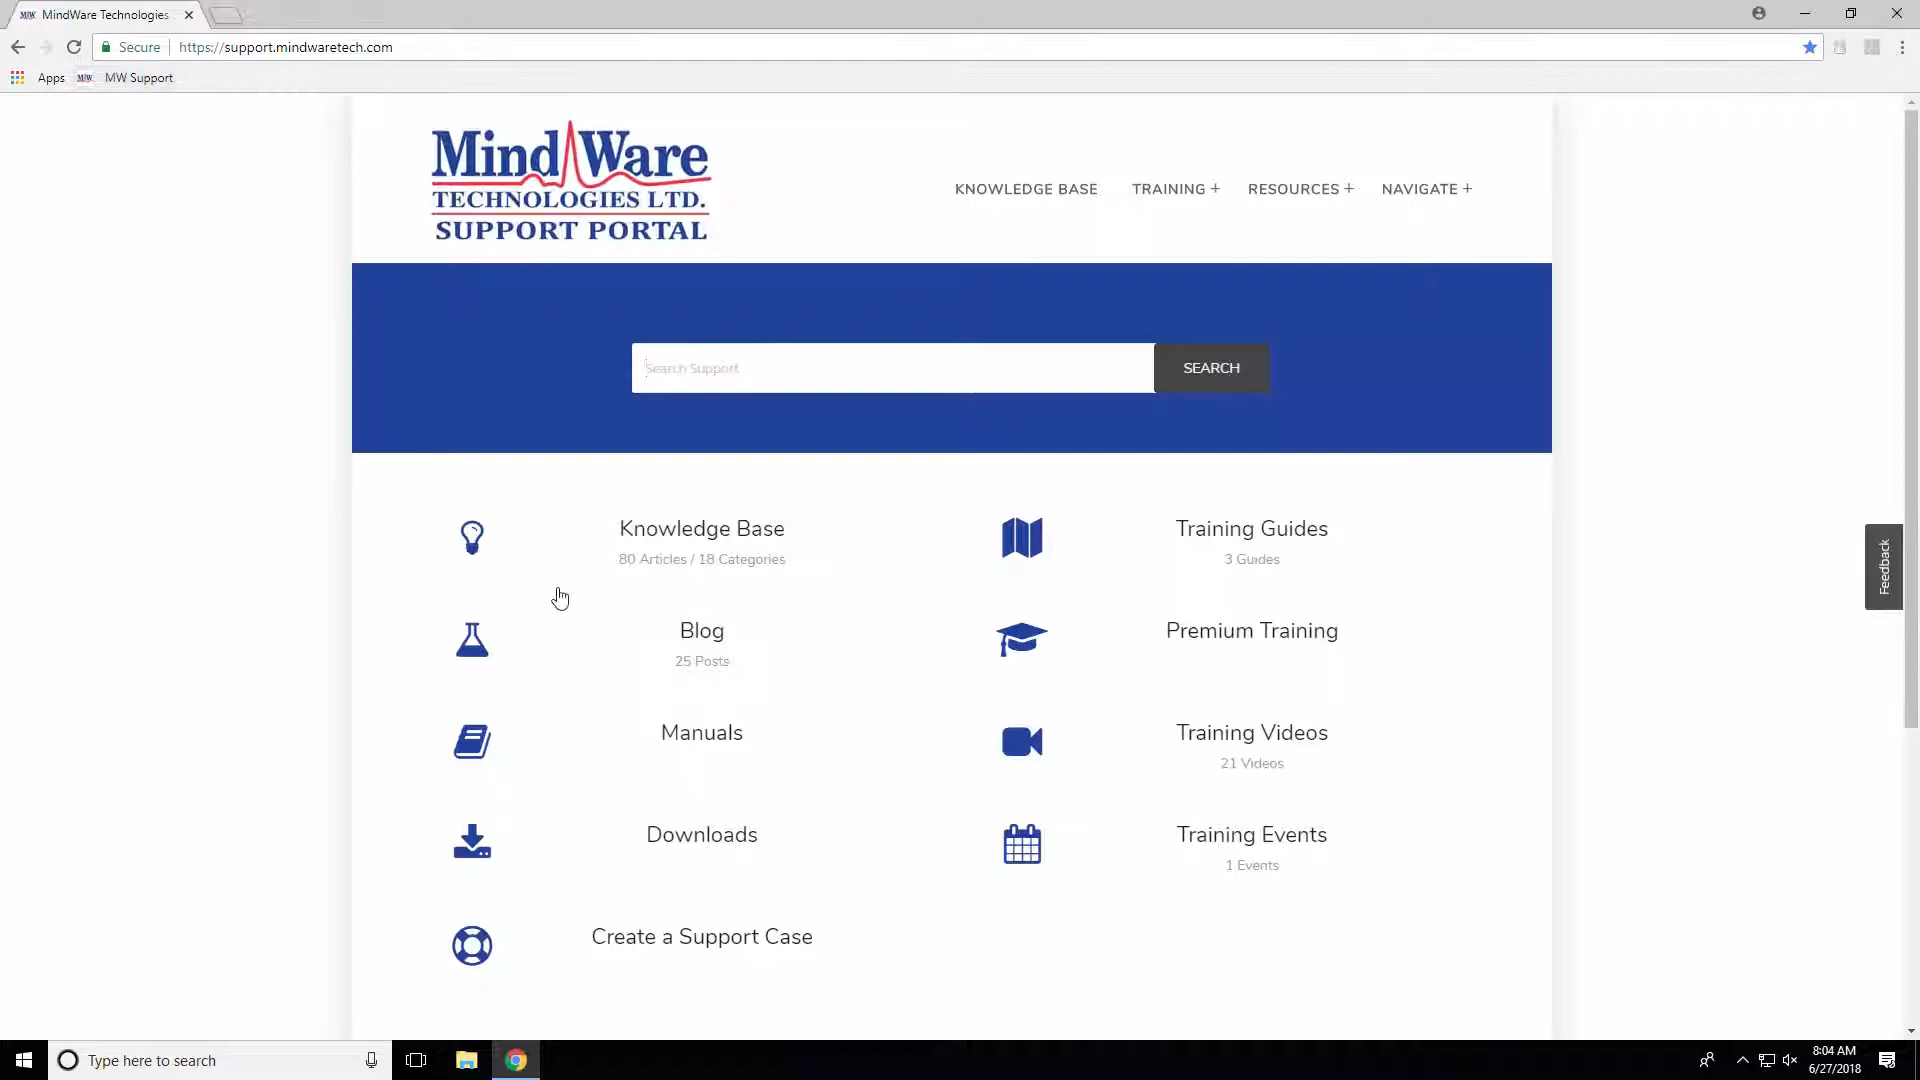 MW MindWare Technologies
Secure https://support.mindwaretech.com
Apps MW MW Support
MindWare
TECHNOLOGIES LTD.
SUPPORT PORTAL
KNOWLEDGE BASE TRAINING + RESOURCES + NAVIGATE +
Search Support SEARCH
Knowledge Base
80 Articles / 18 Categories
Training Guides
3 Guides
Feedback
Blog
25 Posts
Premium Training
Manuals
Training Videos
21 Videos
Downloads
Training Events
1 Events
Create a Support Case
Type here to search
8:04 AM
6/27/2018